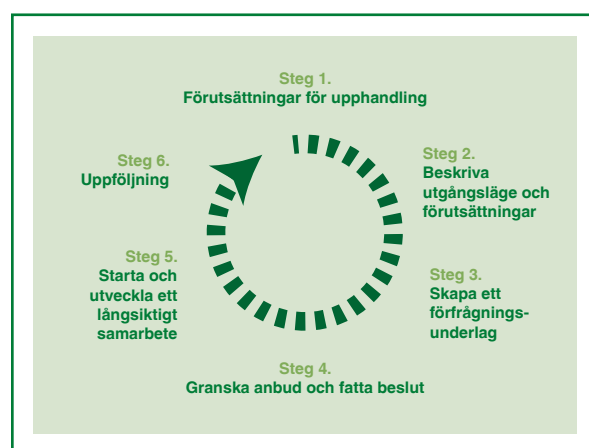 Steg 1.
Förutsättningar för upphandling
Steg 2.
Beskriva
utgångsläge och
förutsättningar
Steg 3.
Skapa ett
förfrågnings-
underlag
Steg 4.
Granska anbud och fatta beslut
Steg 5.
Starta och
utveckla ett
långsiktigt
samarbete
Steg 6.
Uppföljning